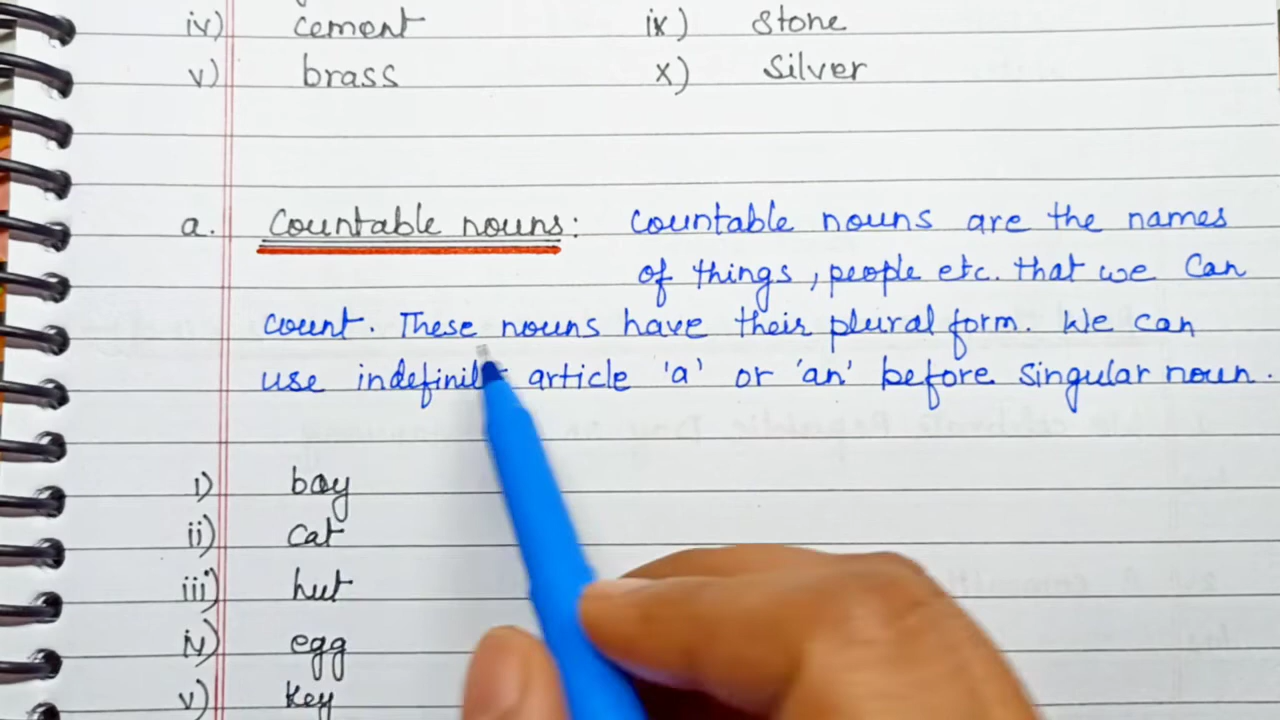 iv) cement ix) Stone
v) brass x) Silver
a. Countable nouns: Countable nouns are the names
of things, people etc. that we can
count. These nouns have their plural form. We can
use article 'a' or 'an' before singular noun.
i) boy
ii) cat
iii) hut
iv) egg
v) key